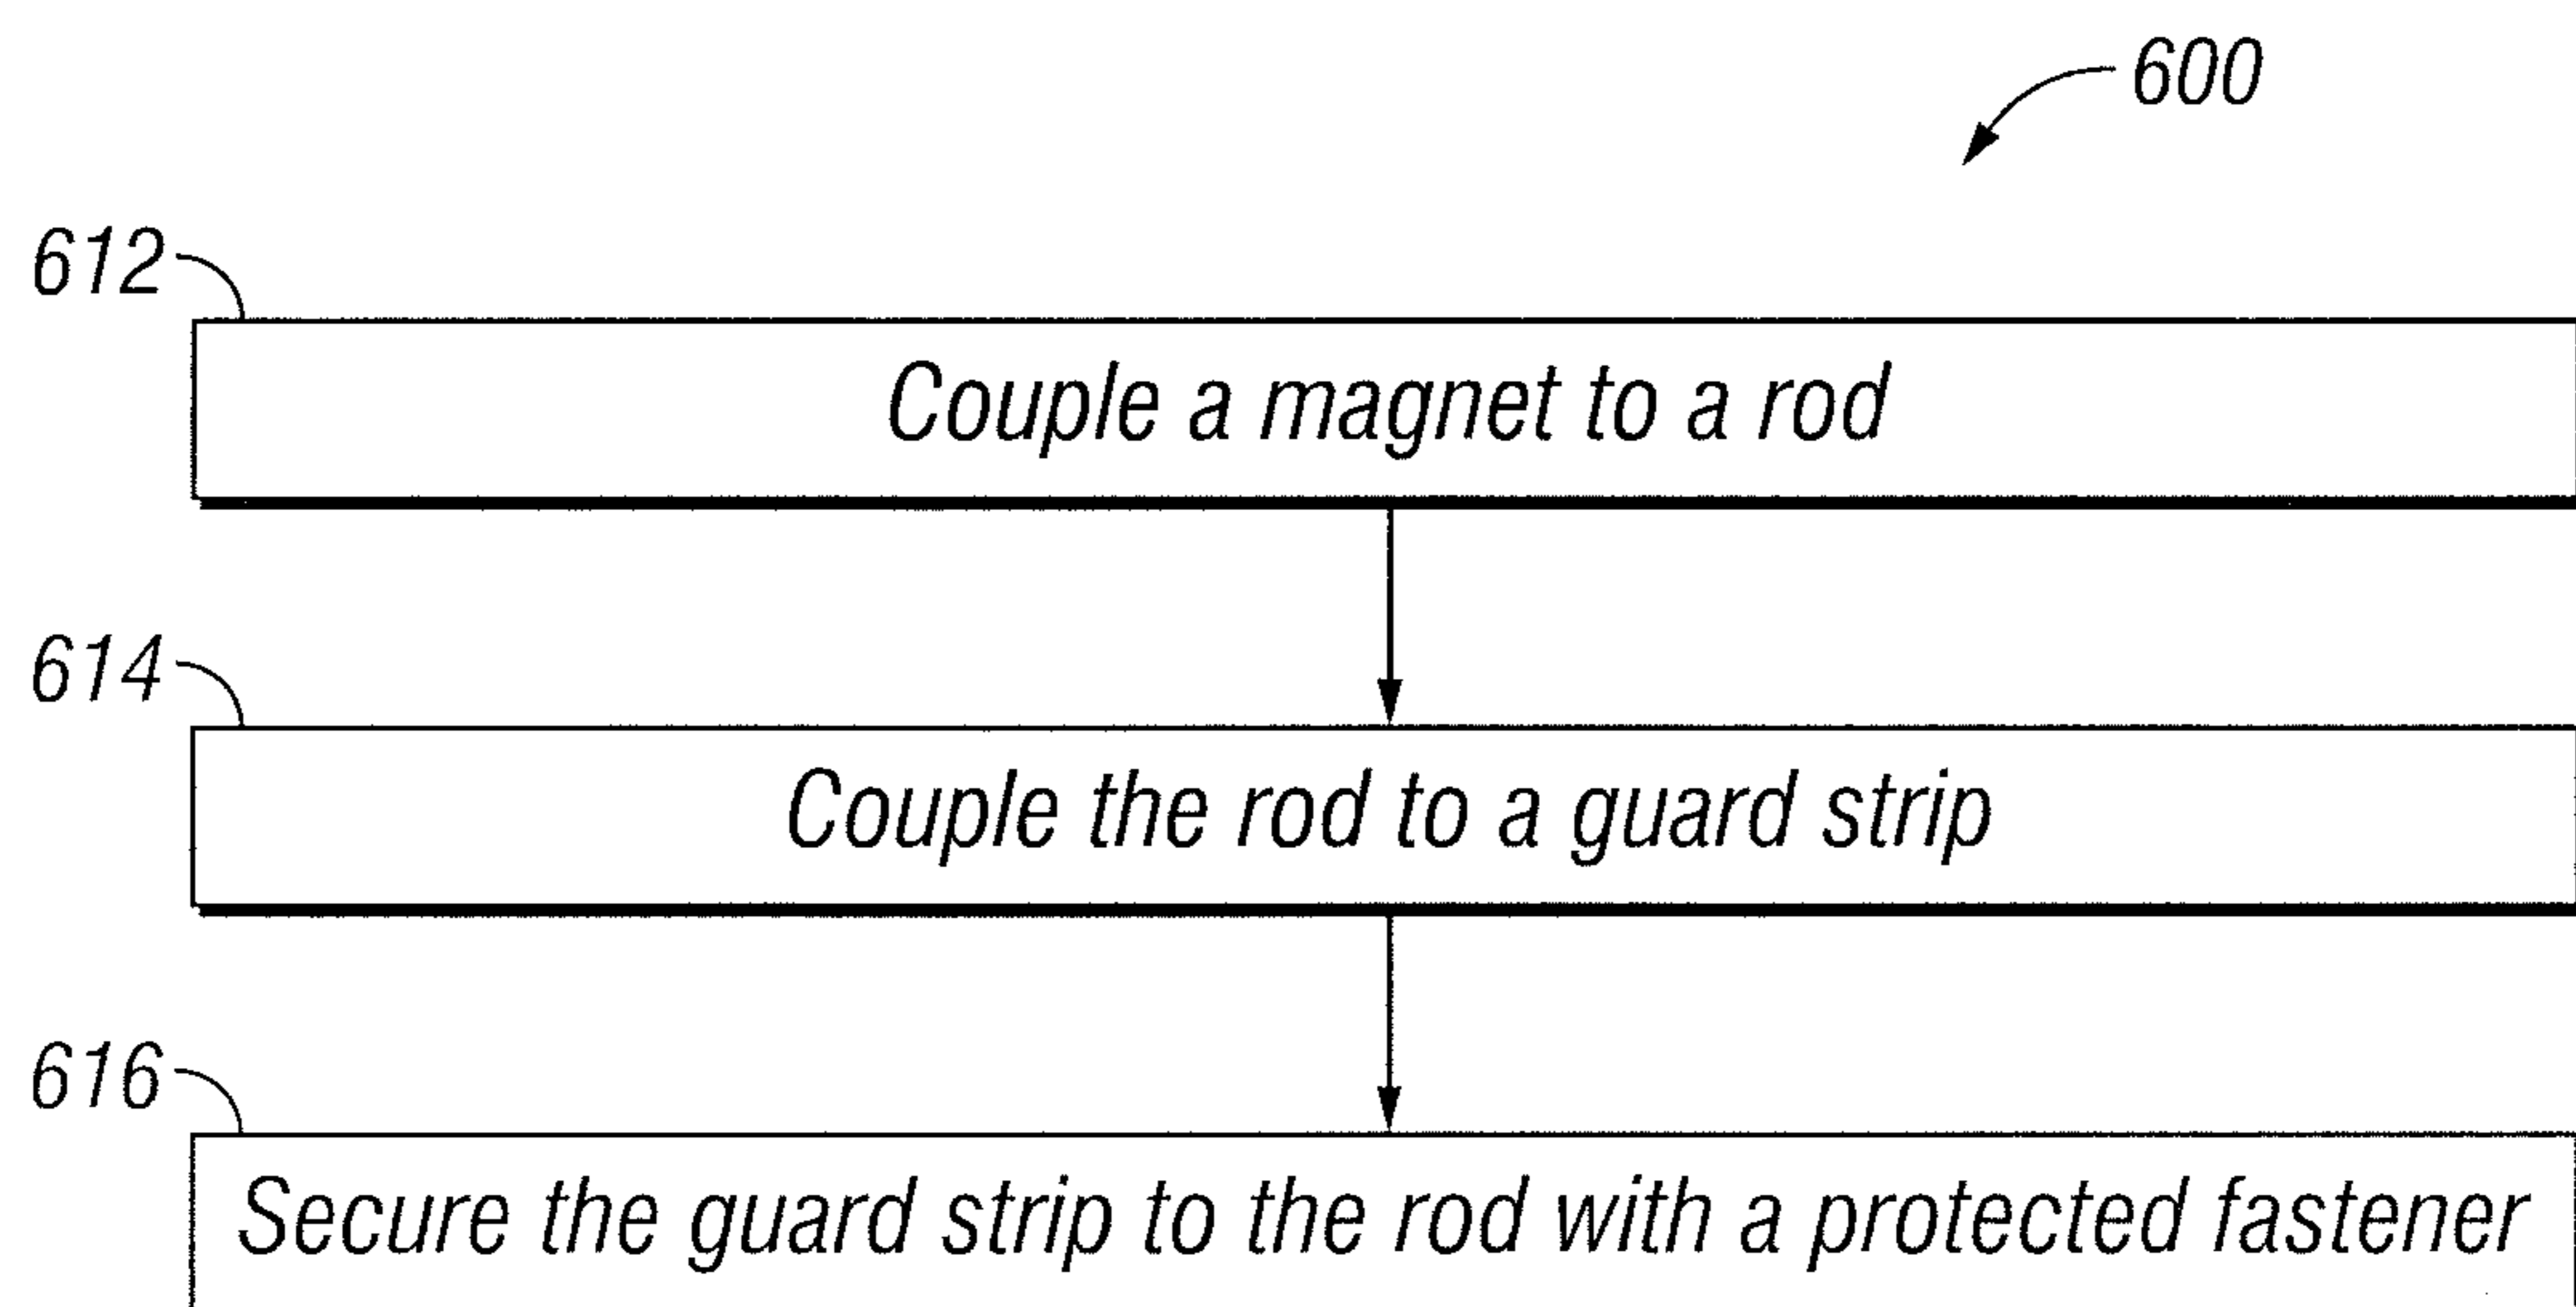 600
612
Couple a magnet to a rod
614
Couple the rod to a guard strip
616
Secure the guard strip to the rod with a protected fastener